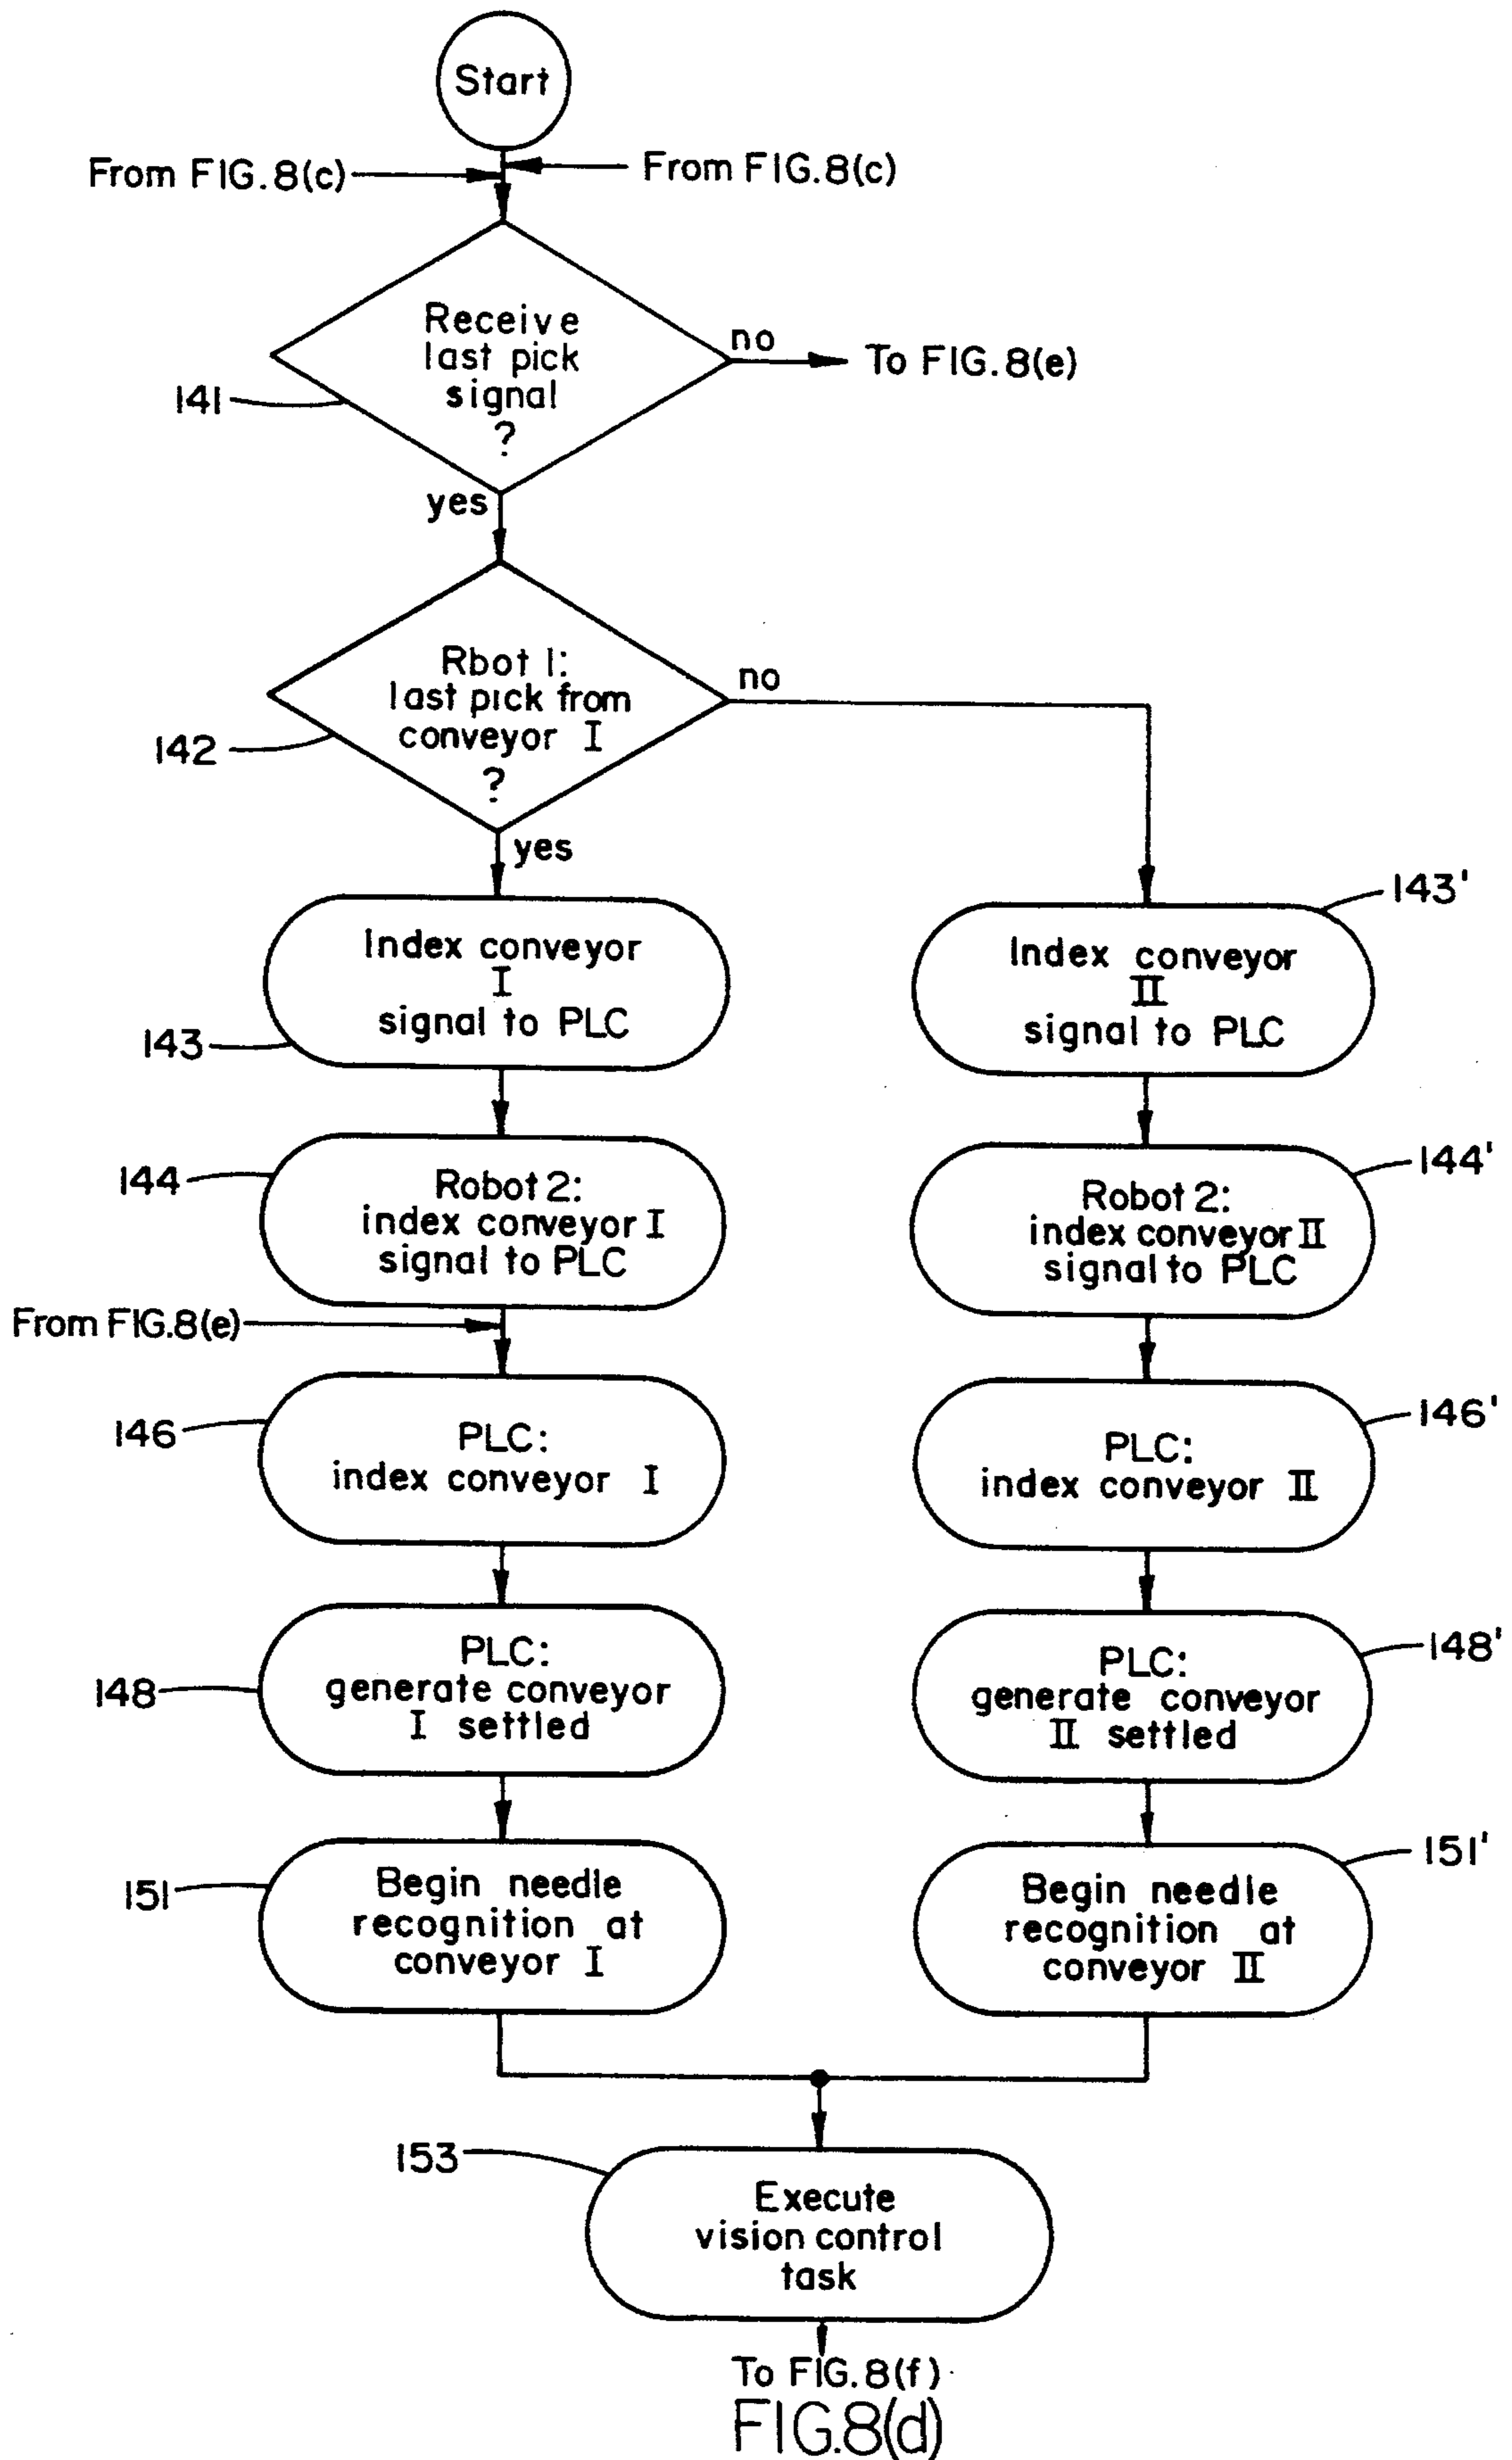 Start
From FIG.8(c)
From FIG.8(c)
Receive
last pick
signal
?
no
To FIG.8(e)
141
yes
Rbot 1:
last pick from
conveyor I
?
no
142
yes
Index conveyor
I
signal to PLC
143
Index conveyor
II
signal to PLC
143'
144
Robot 2:
index conveyor I
signal to PLC
Robot 2:
index conveyor II
signal to PLC
144'
From FIG.8(e)
146
PLC:
index conveyor I
PLC:
index conveyor II
146'
148
PLC:
generate conveyor
I settled
PLC:
generate conveyor
II settled
148'
151
Begin needle
recognition at
conveyor I
Begin needle
recognition at
conveyor II
151'
153
Execute
vision control
task
To FIG.8(f)
FIG.8(d)